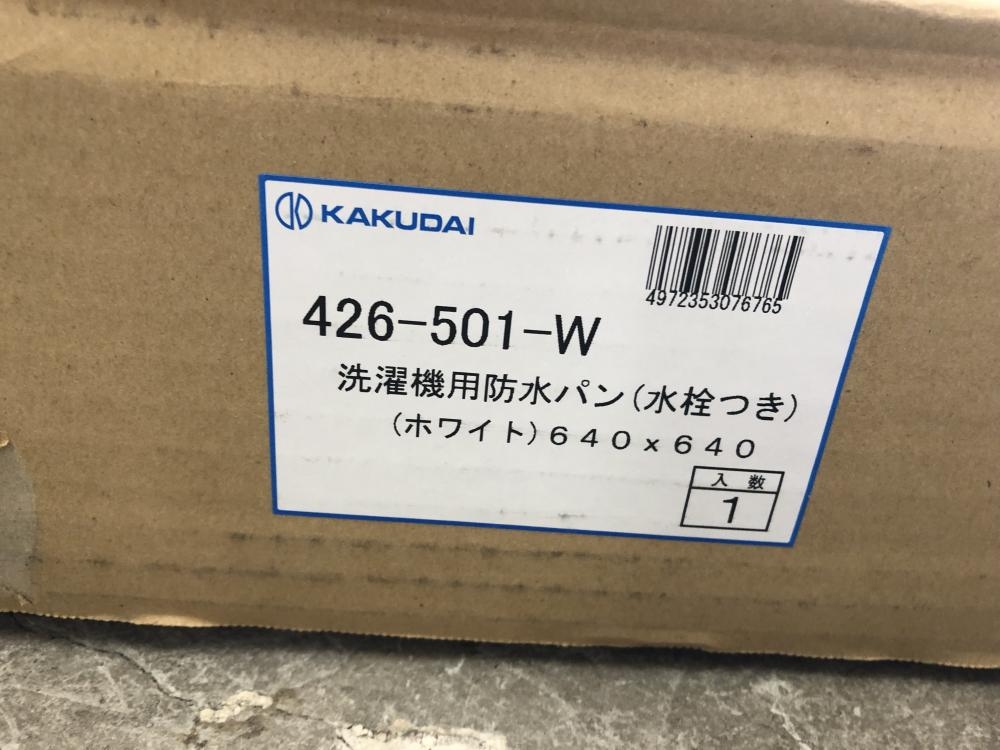 KAKUDAI
4972353076765
426-501-W
洗濯機用防水パン(水栓つき)
(ホワイト)640x640
入数
1